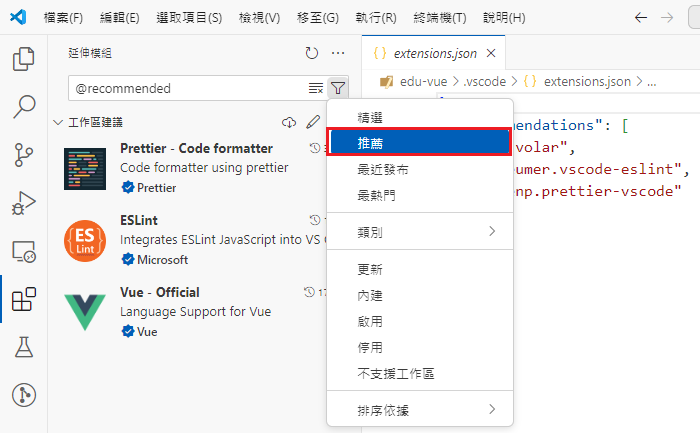 檔案(F) 編輯(E) 選取項目(S) 檢視(V) 移至(G) 執行(R) 終端機(T) 說明(H)
延伸模組
extensions.json
@recommended
edu-vue > .vscode > extensions.json > ...
工作區建議
精選
推薦
最近發布
最熱門
類別
更新
內建
啟用
停用
不支援工作區
排序依據
Prettier - Code formatter
Code formatter using prettier
Prettier
ESLint
Integrates ESLint JavaScript into VS
Microsoft
Vue - Official
17
Language Support for Vue
Vue
mendations": [
volar",
umer.vscode-eslint",
enp.prettier-vscode"
ES
Lint